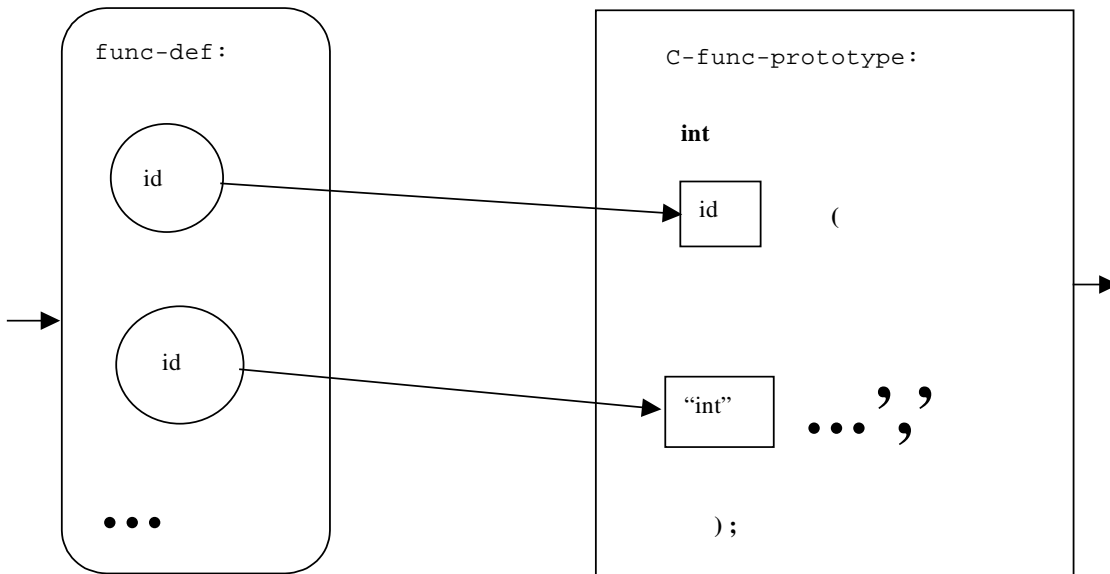 func-def:
id
id
...
C-func-prototype:
int
id (
“int” ...’,’
) ;